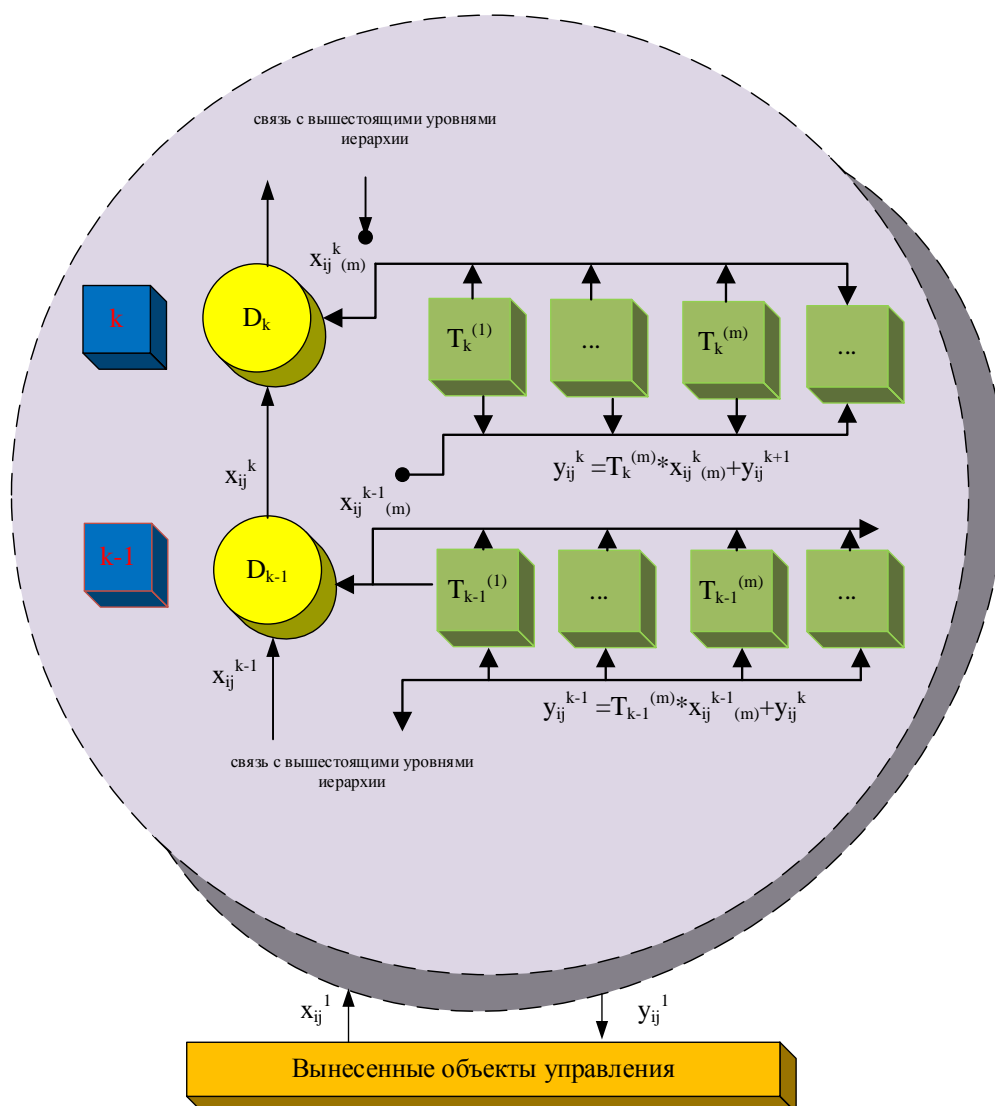 связь с вышестоящими уровнями
иерархии
x_ij^k_(m)
k
D_k
T_k^(1)
...
T_k^(m)
...
y_ij^k =T_k^(m)*x_ij^k_(m)+y_ij^k+1
x_ij^k
x_ij^k-1_(m)
k-1
D_k-1
T_k-1^(1)
...
T_k-1^(m)
...
x_ij^k-1
y_ij^k-1 =T_k-1^(m)*x_ij^k-1_(m)+y_ij^k
связь с вышестоящими уровнями
иерархии
x_ij^1
y_ij^1
Вынесенные объекты управления